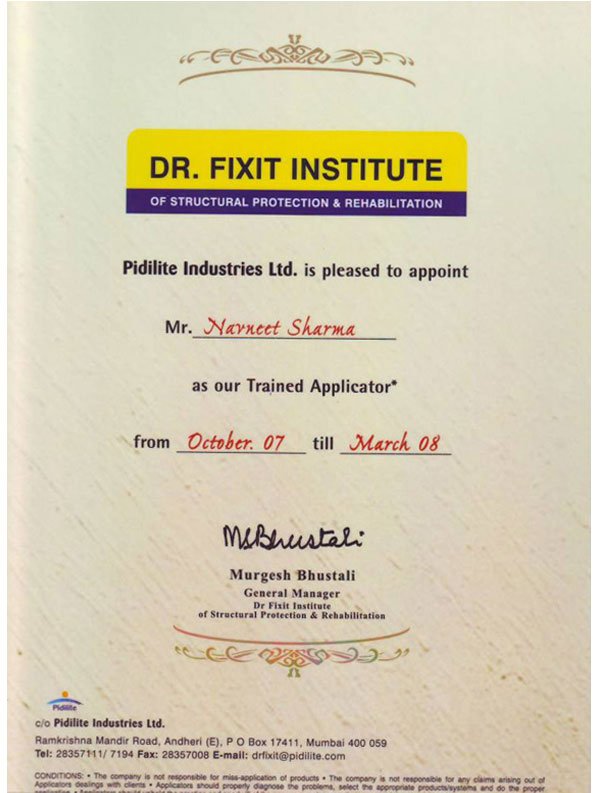 DR. FIXIT INSTITUTE
OF STRUCTURAL PROTECTION & REHABILITATION
Pidilite Industries Ltd. is pleased to appoint
Mr. Navneet Sharma
as our Trained Applicator*
from October. 07 till March 08
MSBhustali
Murgesh Bhustali
General Manager
Dr Fixit Institute
of Structural Protection & Rehabilitation
Pidilite
c/o Pidilite Industries Ltd.
Ramkrishna Mandir Road, Andheri (E), P O Box 17411, Mumbai 400 059
Tel: 28357111/ 7194 Fax: 28357008 E-mail: drfixit@pidilite.com
CONDITIONS: • The company is not responsible for miss-application of products • The company is not responsible for any claims arising out of
Applicators dealings with clients • Applicators should properly diagnose the problems, select the appropriate products/systems and do the proper